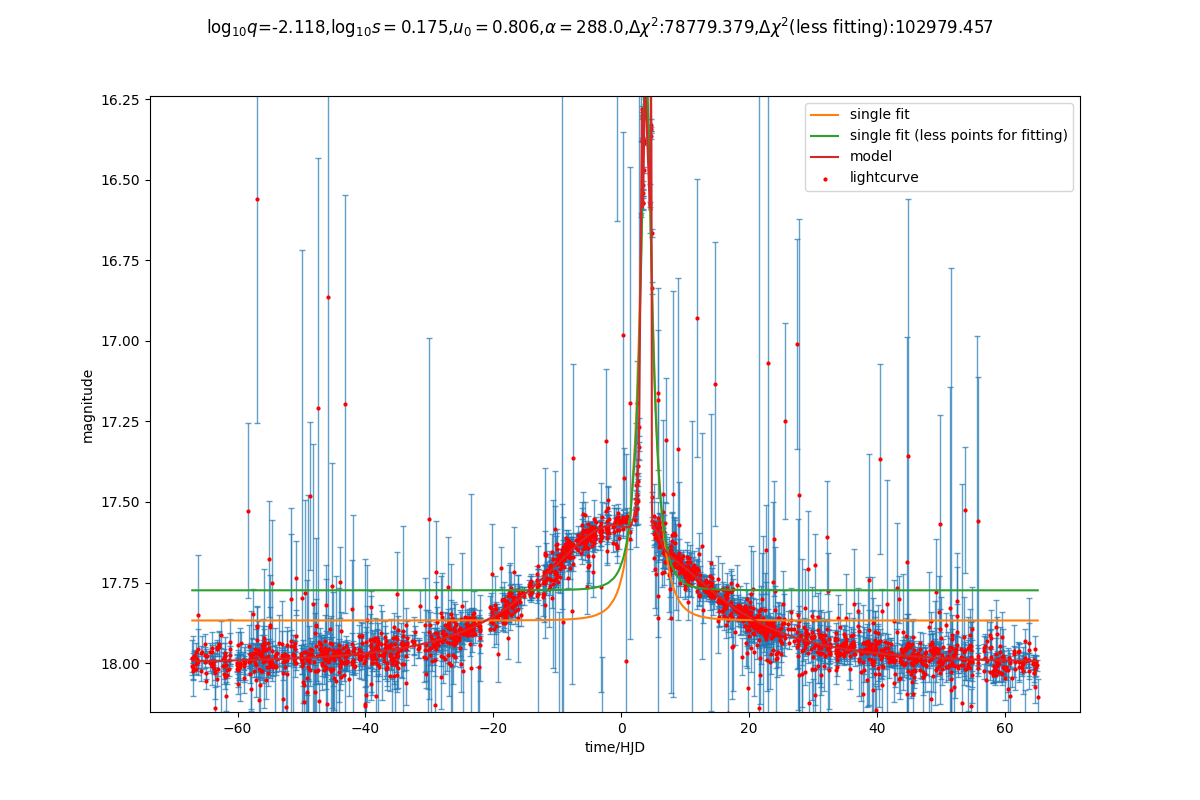 log₁₀q=-2.118,log₁₀s = 0.175,u₀ = 0.806,α = 288.0,Δχ²:78779.379,Δχ²(less fitting):102979.457
single fit
single fit (less points for fitting)
model
lightcurve
magnitude
16.25
16.50
16.75
17.00
17.25
17.50
17.75
18.00
−60
−40
−20
0
20
40
60
time/HJD